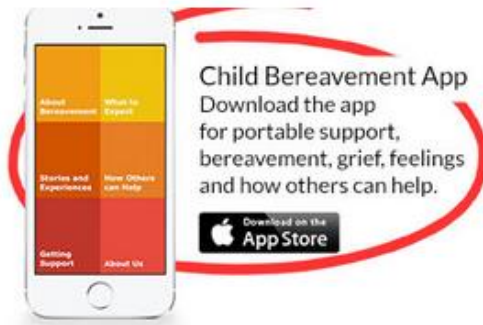 About
Bereavement
What to
Expect
Stories and
Experiences
How Others
can Help
Getting
Support
About Us
Child Bereavement App
Download the app
for portable support,
bereavement, grief, feelings
and how others can help.
Download on the
App Store